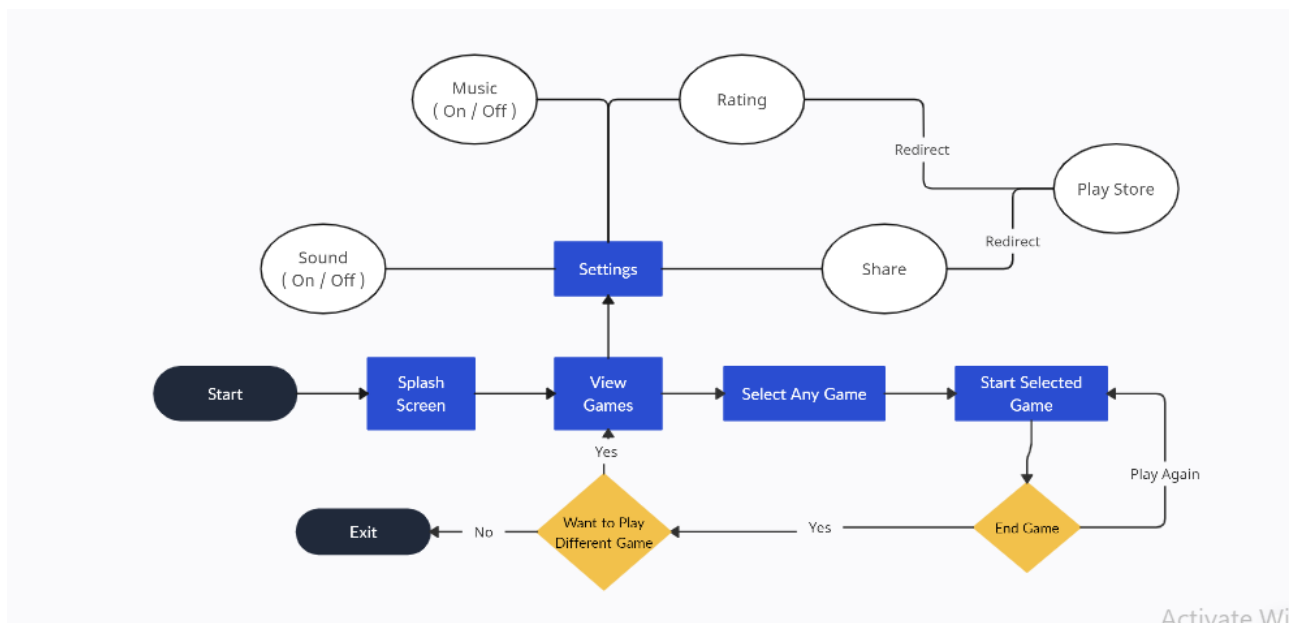 Music
( On / Off )
Rating
Redirect
Play Store
Redirect
Sound
( On / Off )
Settings
Share
Start
Splash
Screen
View
Games
Select Any Game
Start Selected
Game
Yes
Play Again
Exit
No
Want to Play
Different Game
Yes
End Game
Activate